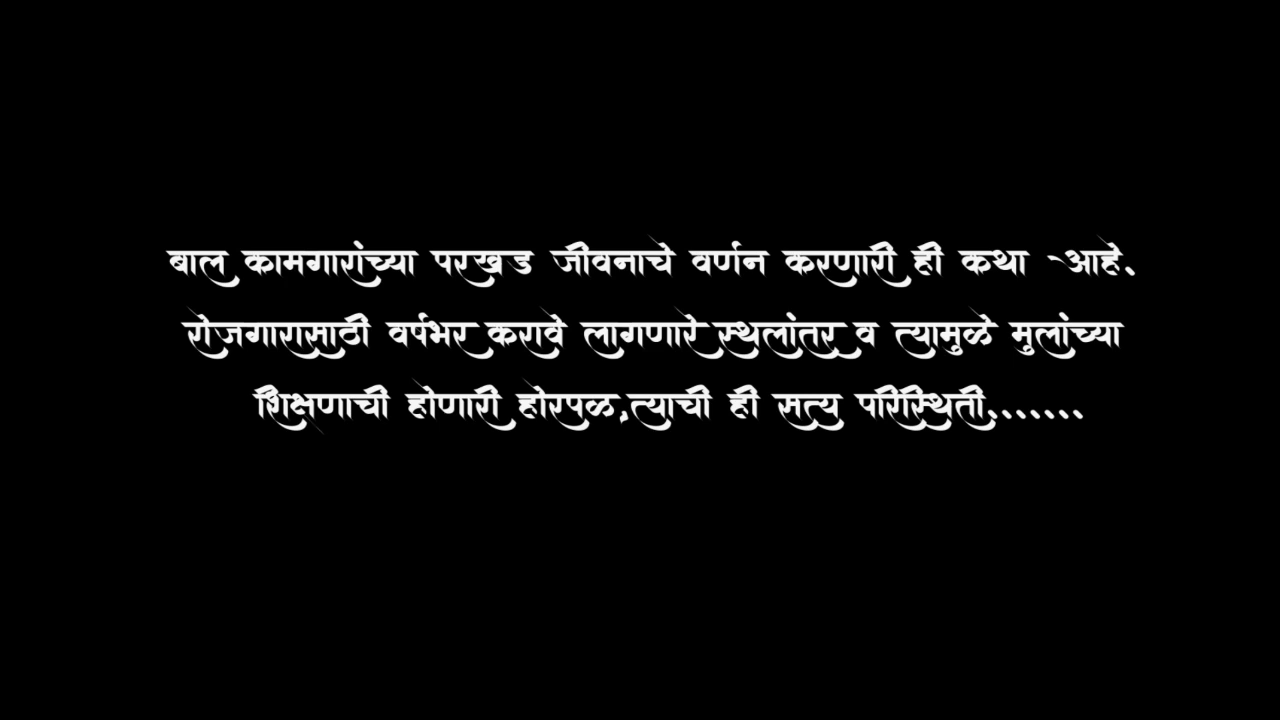 बाल कामगारांच्या परखड जीवनाचे वर्णन करणारी ही कथा आहे.
रोजगारासाठी वर्षभर करावे लागणारे स्थलांतर व त्यामुळे मुलांच्या
शिक्षणाची होणारी होरपळ,त्याची ही सत्य परिस्थिती.......